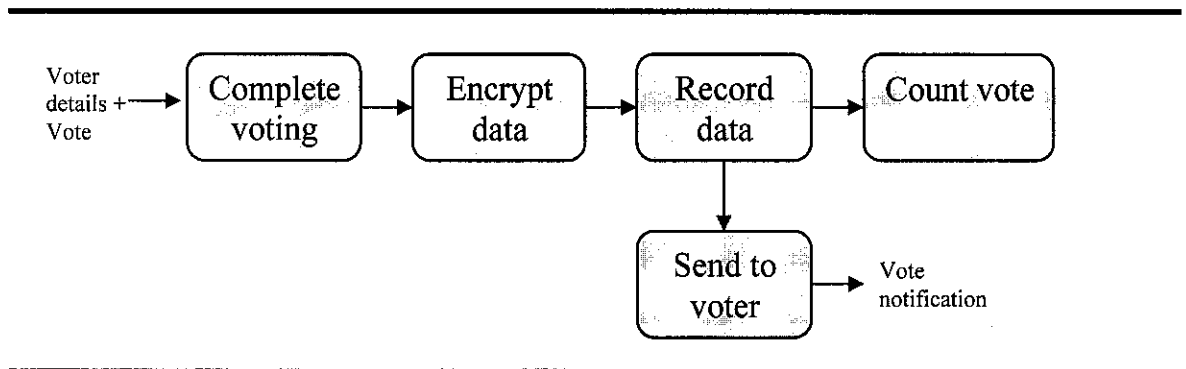 Voter
details +
Vote
Complete
voting
Encrypt
data
Record
data
Count vote
Send to
voter
Vote
notification